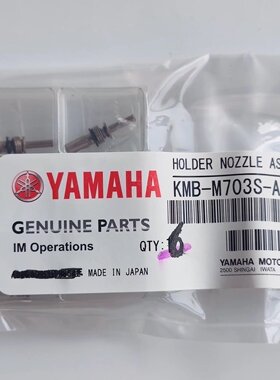 YAMAHA
GENUINE PARTS
IM Operations
MADE IN JAPAN
HOLDER NOZZLE AS
KMB-M703S-A
QTY: 6
YAMAHA MOTO
2500 SHINGAI IWATA